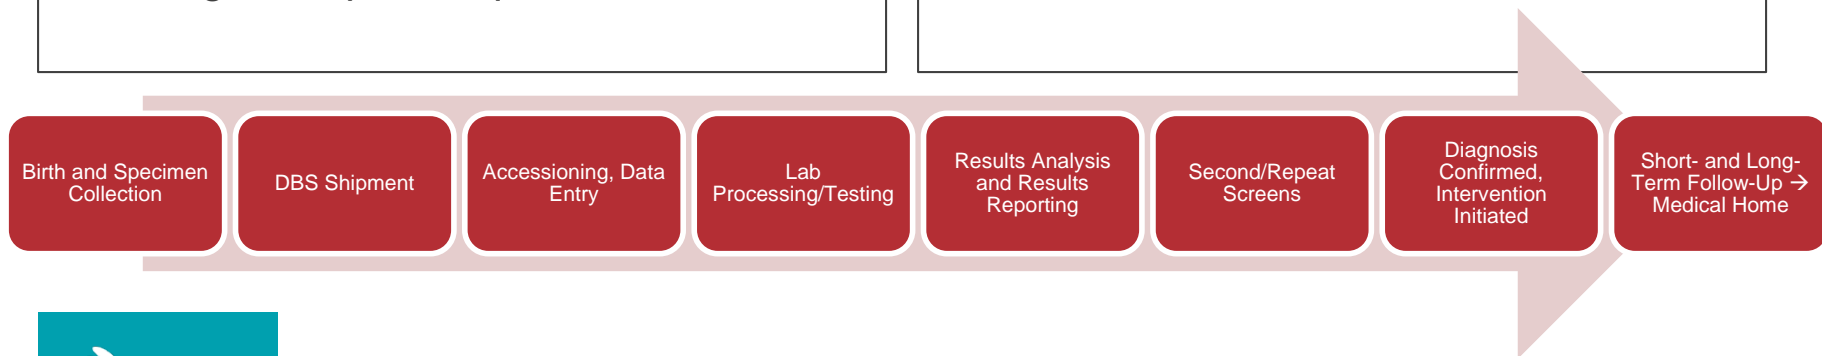 Birth and Specimen
Collection
DBS Shipment
Accessioning, Data
Entry
Lab
Processing/Testing
Results Analysis
and Results
Reporting
Second/Repeat
Screens
Diagnosis
Confirmed,
Intervention
Initiated
Short- and Long-
Term Follow-Up →
Medical Home